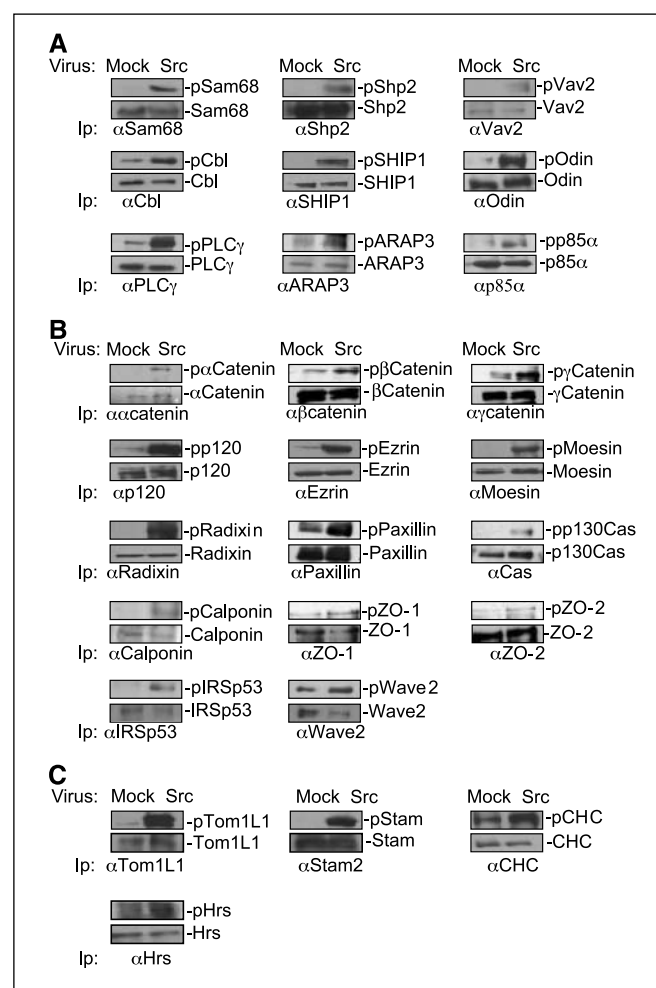 A
Virus: Mock Src Mock Src Mock Src
-pSam68 -pShp2 -pVav2
-Sam68 -Shp2 -Vav2
Ip: αSam68 αShp2 αVav2
-pCbl -pSHIP1 -pOdin
-Cbl -SHIP1 -Odin
Ip: αCbl αSHIP1 αOdin
-pPLCγ -pARAP3 -pp85α
-PLCγ -ARAP3 -p85α
Ip: αPLCγ αARAP3 αp85α
B
Virus: Mock Src Mock Src Mock Src
-pαCatenin -pβCatenin -pγCatenin
-αCatenin -βCatenin -γCatenin
Ip: ααcatenin αβcatenin αγcatenin
-pp120 -pEzrin -pMoesin
-p120 -Ezrin -Moesin
Ip: αp120 αEzrin αMoesin
-pRadixin -pPaxillin -pp130Cas
-Radixin -Paxillin -p130Cas
Ip: αRadixin αPaxillin αCas
-pCalponin -pZO-1 -pZO-2
-Calponin -ZO-1 -ZO-2
Ip: αCalponin αZO-1 αZO-2
-pIRSp53 -pWave2
-IRSp53 -Wave2
Ip: αIRSp53 αWave2
C
Virus: Mock Src Mock Src Mock Src
-pTom1L1 -pStam -pCHC
-Tom1L1 -Stam -CHC
Ip: αTom1L1 αStam2 αCHC
-pHrs
-Hrs
Ip: αHrs